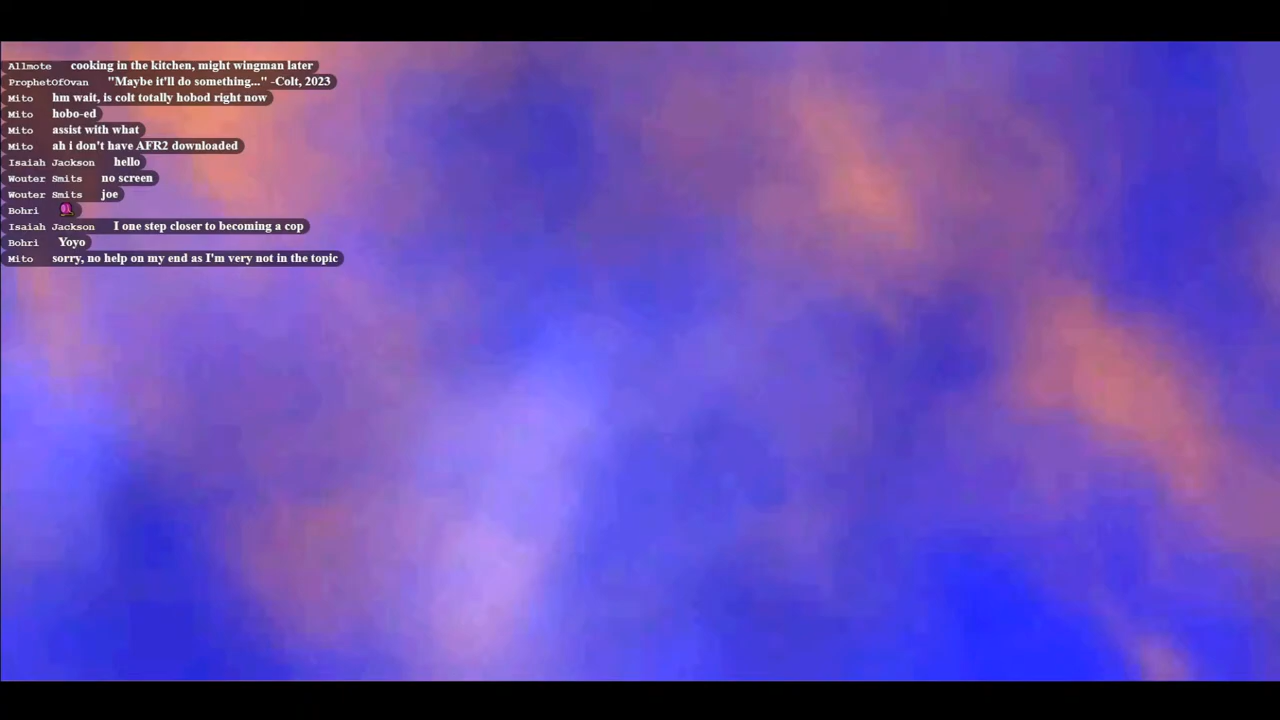 Allmote cooking in the kitchen, might wingman later
ProphetOfOvan "Maybe it'll do something..." -Colt, 2023
Mito hm wait, is colt totally hobod right now
Mito hobo-ed
Mito assist with what
Mito ah i don't have AFR2 downloaded
Isaiah Jackson hello
Wouter Smits no screen
Wouter Smits joe
Bohri
Isaiah Jackson I one step closer to becoming a cop
Bohri Yoyo
Mito sorry, no help on my end as I'm very not in the topic